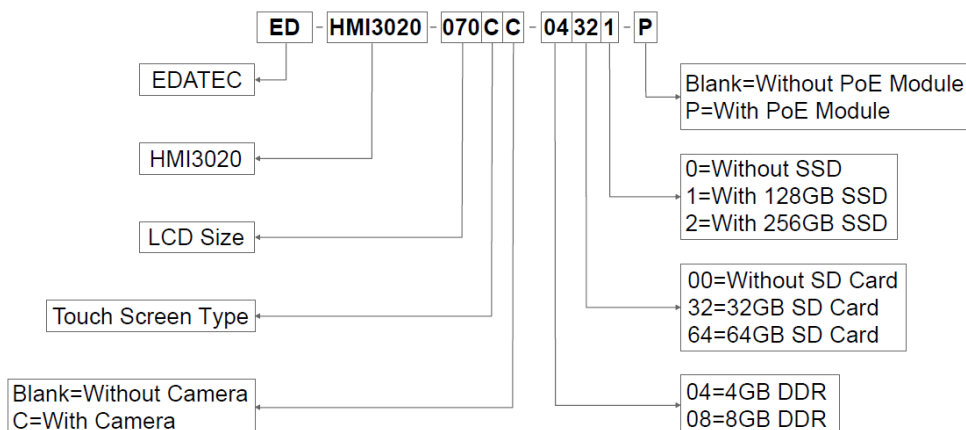 ED - HMI3020 - 070 C C - 04 32 1 - P
EDATEC
HMI3020
LCD Size
Touch Screen Type
Blank=Without Camera
C=With Camera
Blank=Without PoE Module
P=With PoE Module
0=Without SSD
1=With 128GB SSD
2=With 256GB SSD
00=Without SD Card
32=32GB SD Card
64=64GB SD Card
04=4GB DDR
08=8GB DDR